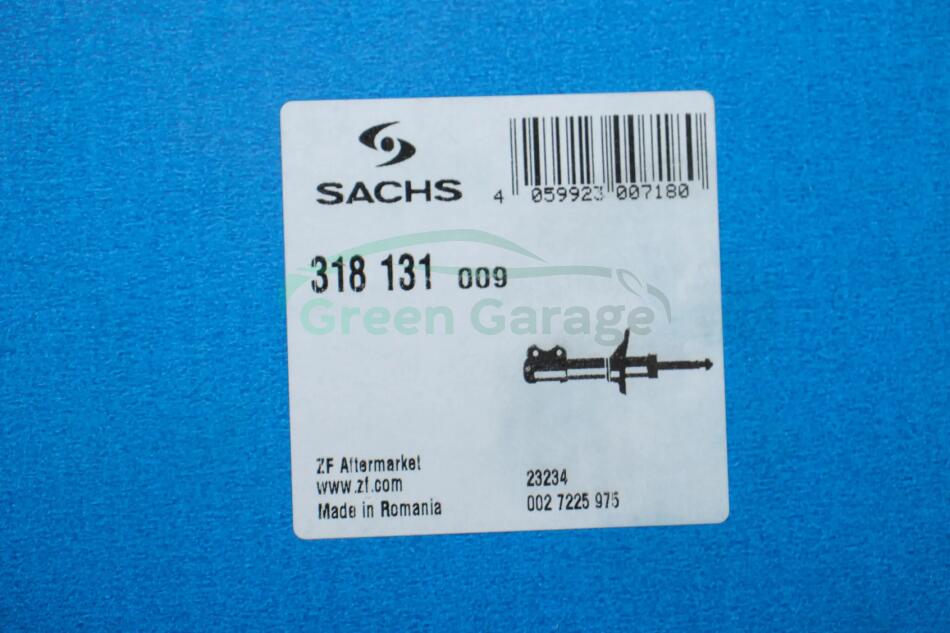 SACHS
4 059923 007180
318 131 009
Green Garage
ZF Aftermarket
www.zf.com
Made in Romania
23234
002 7225 975